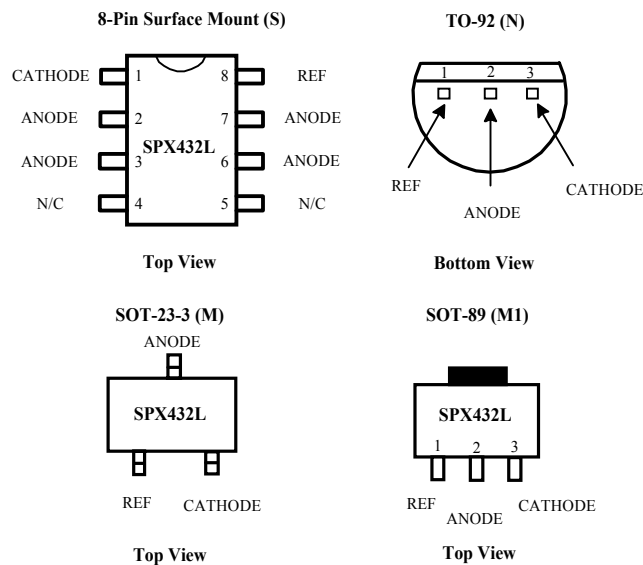 8-Pin Surface Mount (S)
CATHODE 1 8 REF
ANODE 2 7 ANODE
SPX432L
ANODE 3 6 ANODE
N/C 4 5 N/C
Top View
TO-92 (N)
1 2 3
REF
CATHODE
ANODE
Bottom View
SOT-23-3 (M)
ANODE
SPX432L
REF CATHODE
Top View
SOT-89 (M1)
SPX432L
1 2 3
REF CATHODE
ANODE
Top View